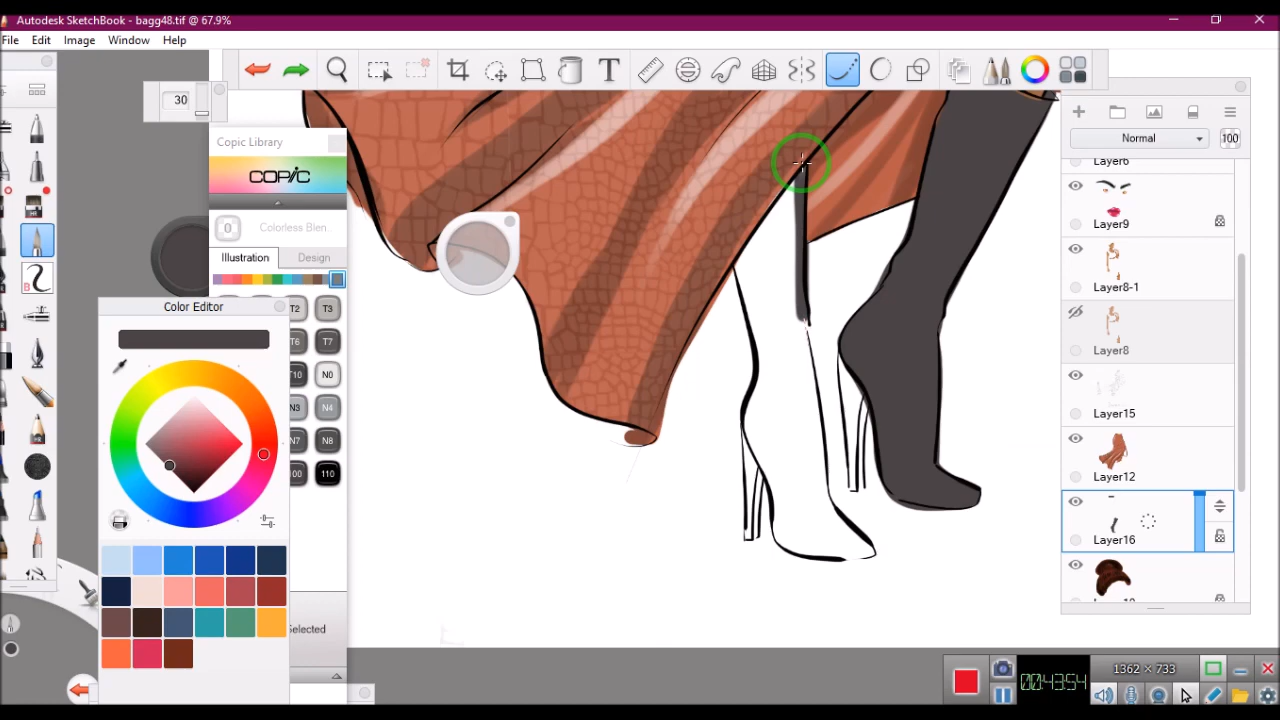 Autodesk SketchBook - bagg48.tif @ 67.9%
File Edit Image Window Help
30
Copic Library
COPIC
0 Colorless Blen..
Illustration Design
T2 T3
T6 T7
T10 N0
N3 N4
N7 N8
100 110
Color Editor
Selected
Normal 100
Layer6
Layer9
Layer8-1
Layer8
Layer15
Layer12
Layer16
00:43:54
1362 × 733